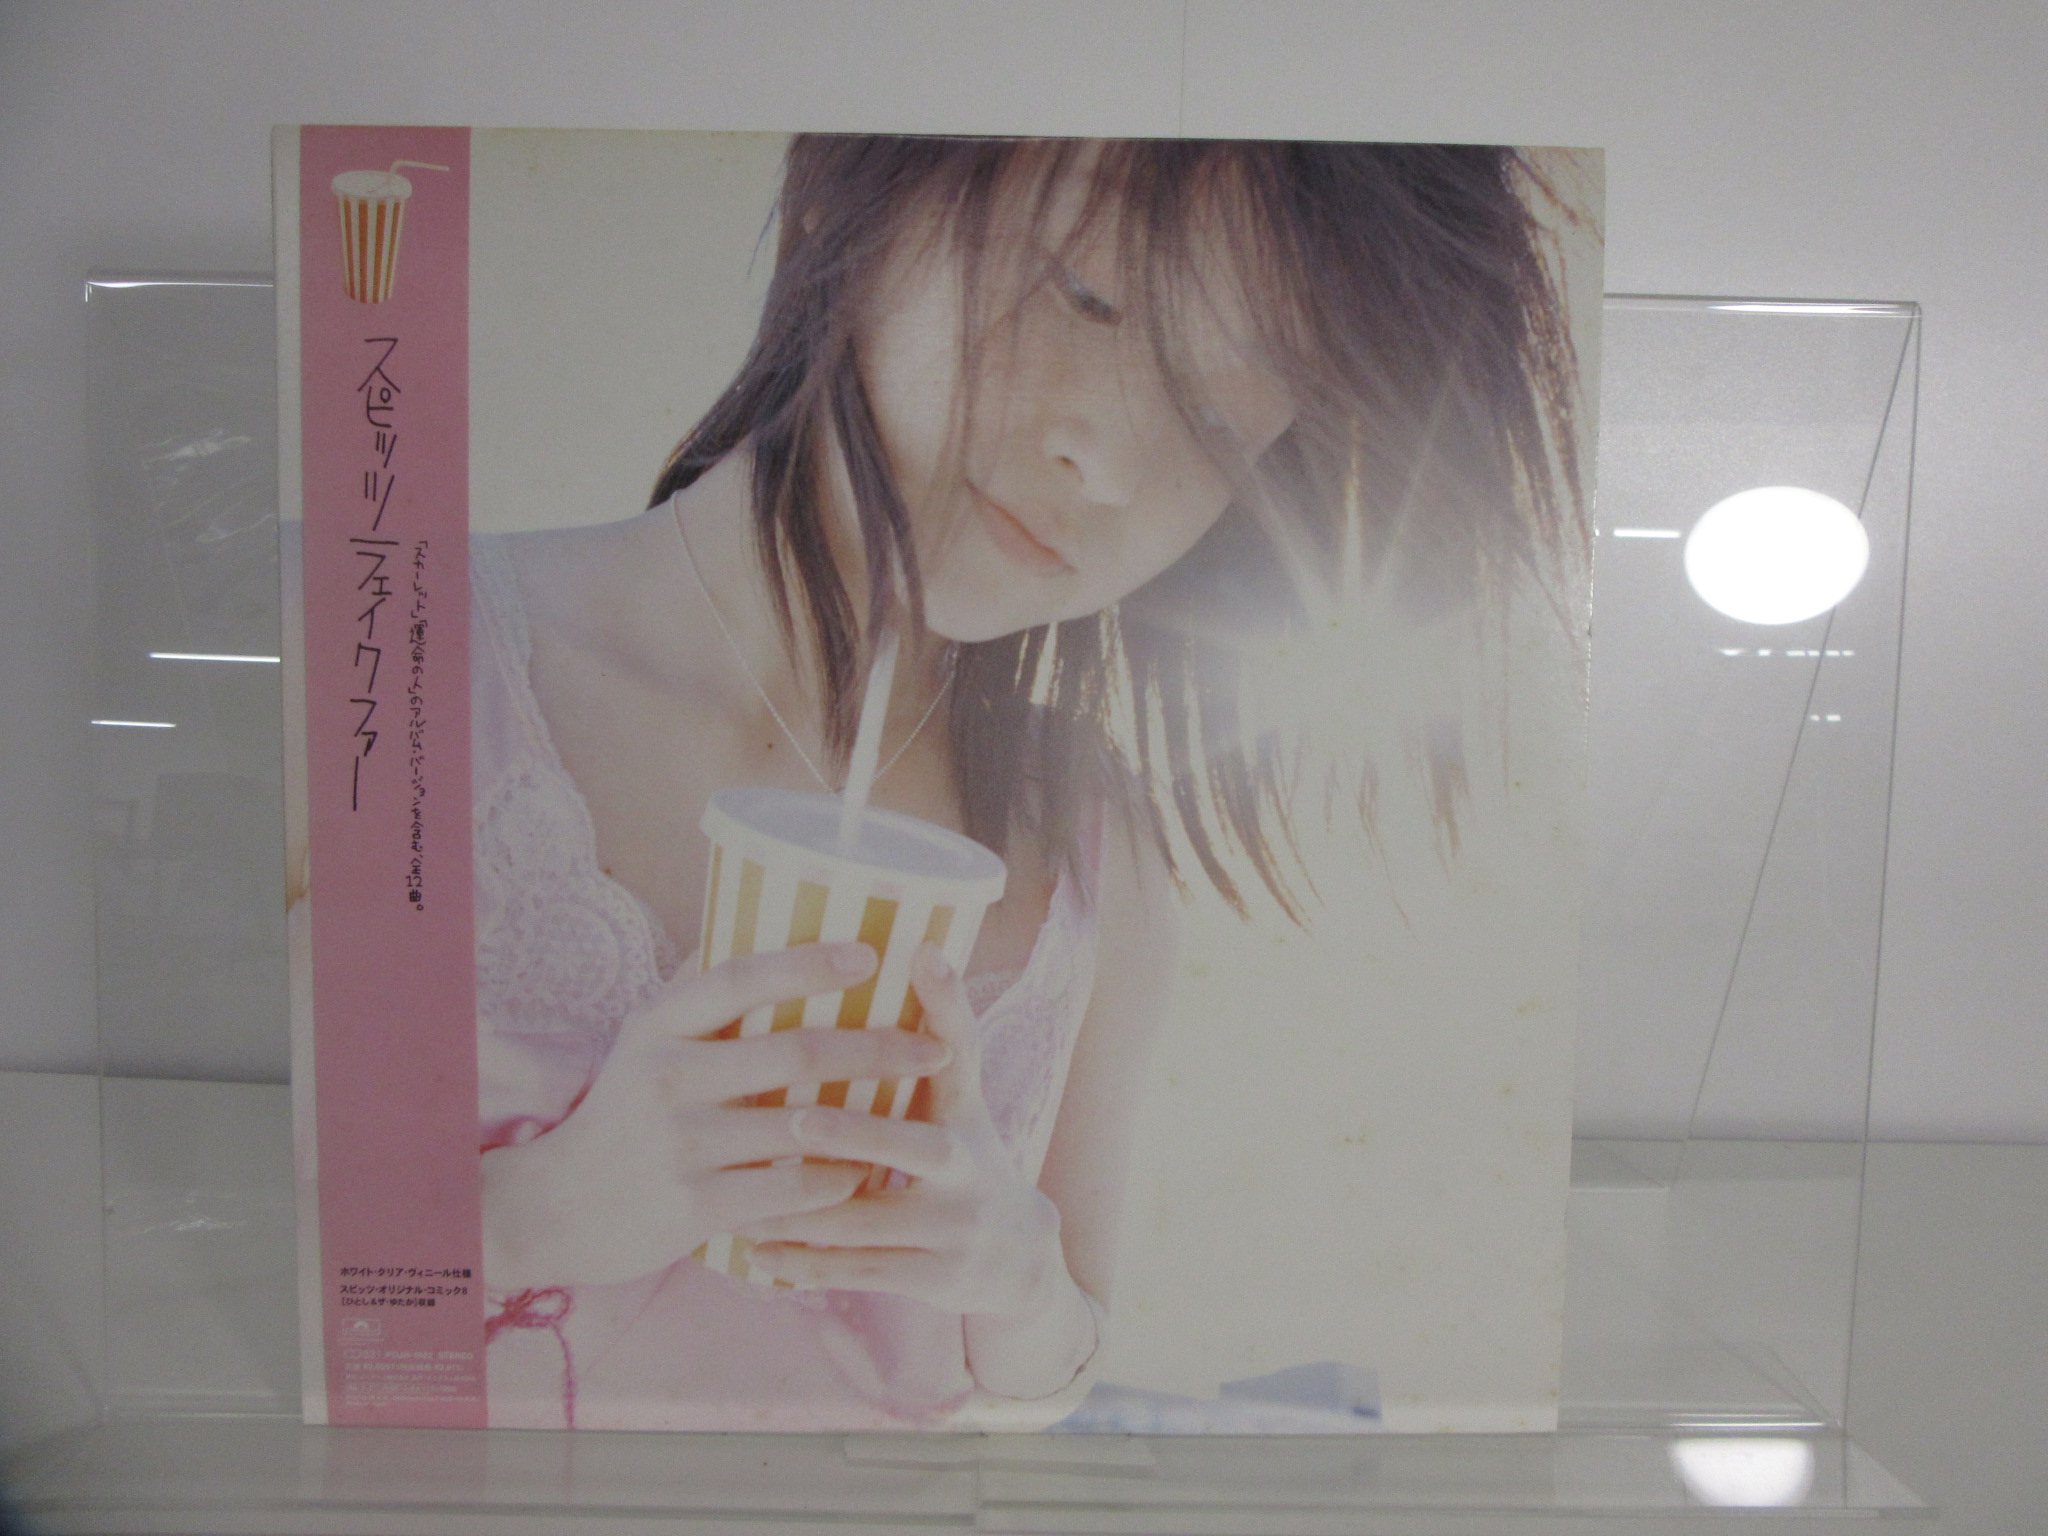 スピッツ/フェイクファー
「スカーレット」「運命の人」のアルバム・バージョンを含む、全12曲。
ホワイト・クリア・ヴィニール仕様
スピッツ・オリジナル・コミック8
[ひとし&ザ・ゆたか]収録
STEREO